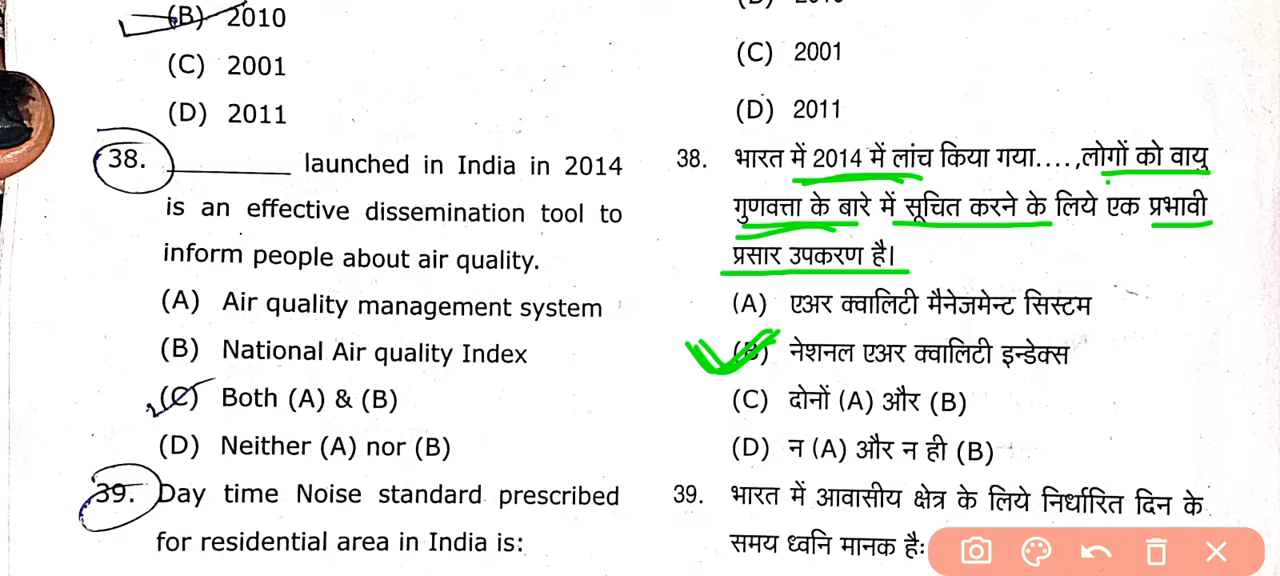 (B) 2010
(C) 2001
(D) 2011
38. ______ launched in India in 2014
is an effective dissemination tool to
inform people about air quality.
(A) Air quality management system
(B) National Air quality Index
(C) Both (A) & (B)
(D) Neither (A) nor (B)
39. Day time Noise standard prescribed
for residential area in India is:
(C) 2001
(D) 2011
38. भारत में 2014 में लांच किया गया....,लोगों को वायु
गुणवत्ता के बारे में सूचित करने के लिये एक प्रभावी
प्रसार उपकरण है।
(A) एअर क्वालिटी मैनेजमेन्ट सिस्टम
(B) नेशनल एअर क्वालिटी इन्डेक्स
(C) दोनों (A) और (B)
(D) न (A) और न ही (B)
39. भारत में आवासीय क्षेत्र के लिये निर्धारित दिन के
समय ध्वनि मानक है: